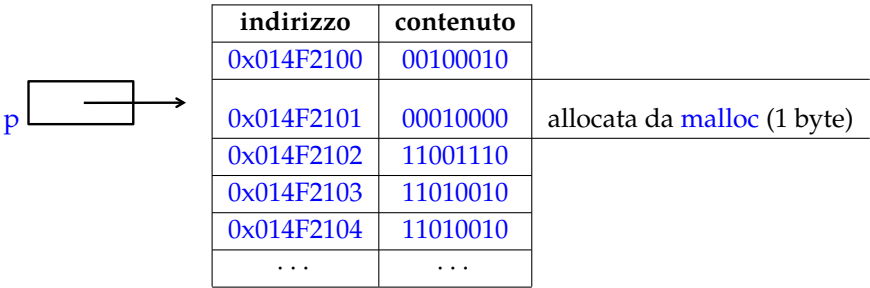 indirizzo contenuto
0x014F2100 00100010
p 0x014F2101 00010000 allocata da malloc (1 byte)
0x014F2102 11001110
0x014F2103 11010010
0x014F2104 11010010
. . . . . .